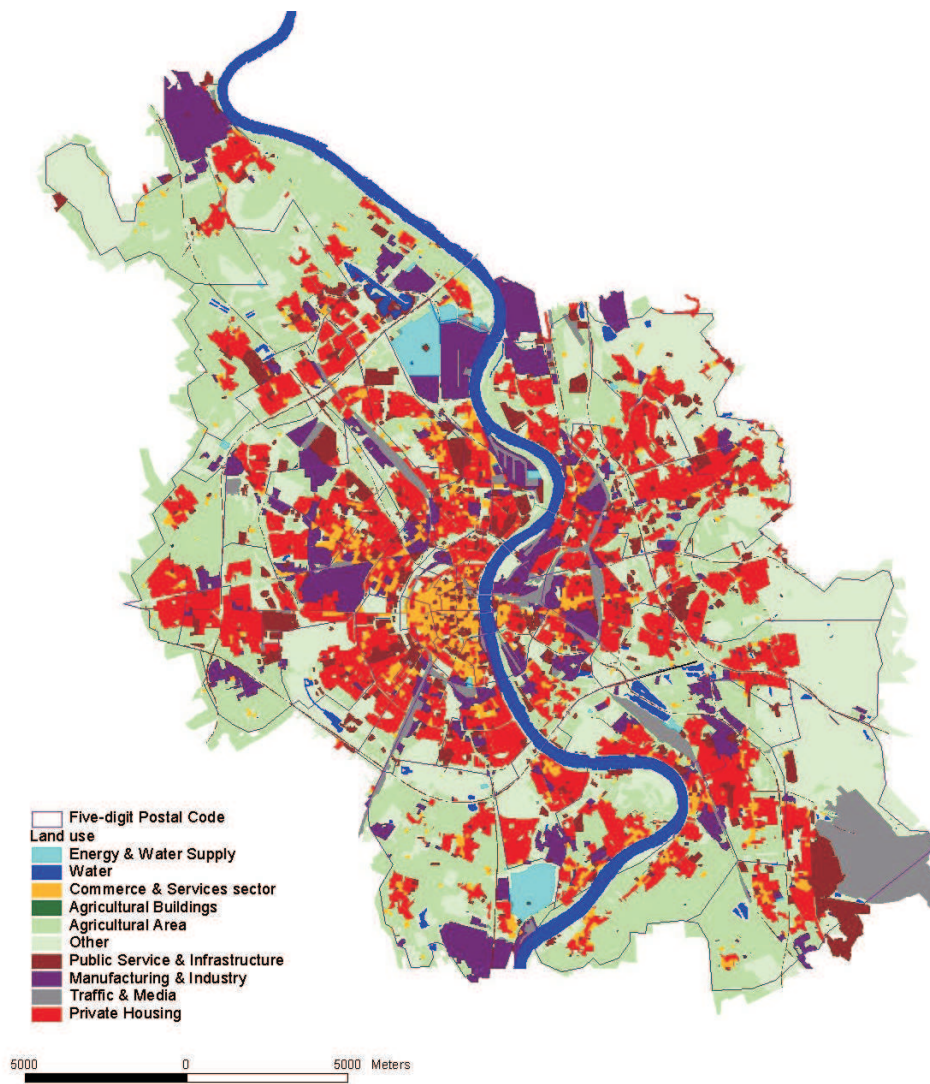 Five-digit Postal Code
Land use
Energy & Water Supply
Water
Commerce & Services sector
Agricultural Buildings
Agricultural Area
Other
Public Service & Infrastructure
Manufacturing & Industry
Traffic & Media
Private Housing
5000 0 5000 Meters